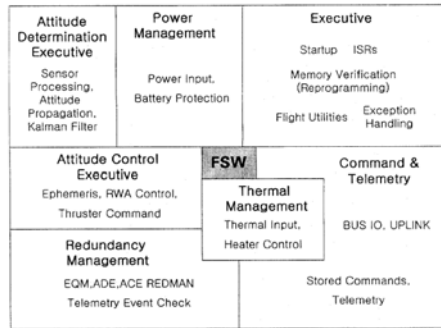 Attitude
Determination
Executive
Sensor
Processing,
Attitude
Propagation,
Kalman Filter
Power
Management
Power Input,
Battery Protection
Executive
Startup ISRs
Memory Verification
(Reprogramming)
Flight Utilities
Exception
Handling
Attitude Control
Executive
Ephemeris, RWA Control,
Thruster Command
FSW
Thermal
Management
Thermal Input,
Heater Control
Command &
Telemetry
BUS IO, UPLINK
Stored Commands,
Telemetry
Redundancy
Management
EQM,ADE,ACE REDMAN
Telemetry Event Check